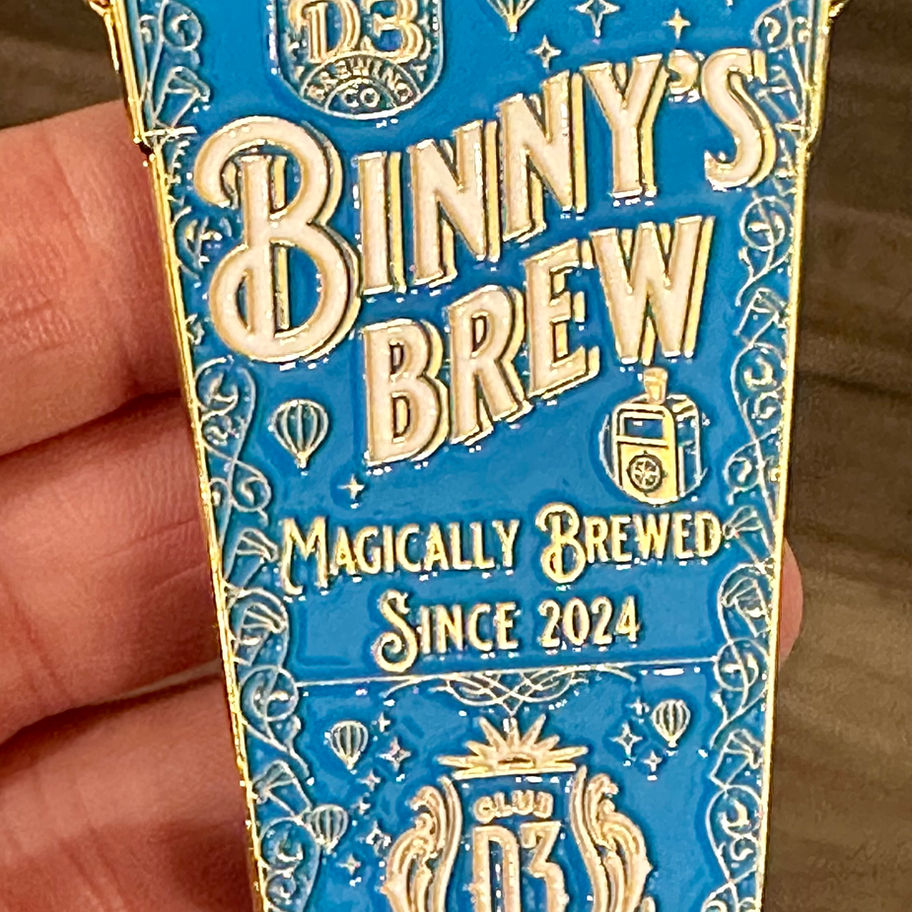 D3
BREWING
CO
BINNY'S
BREW
MAGICALLY BREWED
SINCE 2024
CLUB
D3